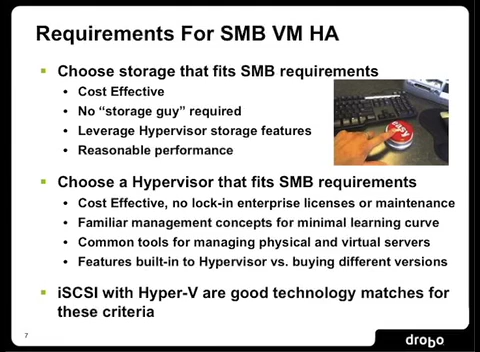 Requirements For SMB VM HA
Choose storage that fits SMB requirements
• Cost Effective
• No “storage guy” required
• Leverage Hypervisor storage features
• Reasonable performance
easy
Choose a Hypervisor that fits SMB requirements
• Cost Effective, no lock-in enterprise licenses or maintenance
• Familiar management concepts for minimal learning curve
• Common tools for managing physical and virtual servers
• Features built-in to Hypervisor vs. buying different versions
iSCSI with Hyper-V are good technology matches for
these criteria
7
drobo